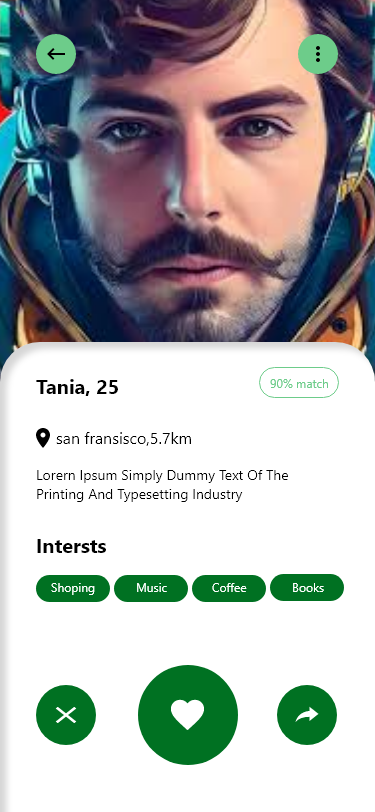 Tania, 25
90% match
san fransisco,5.7km
Lorern Ipsum Simply Dummy Text Of The
Printing And Typesetting Industry
Intersts
Shoping Music Coffee Books